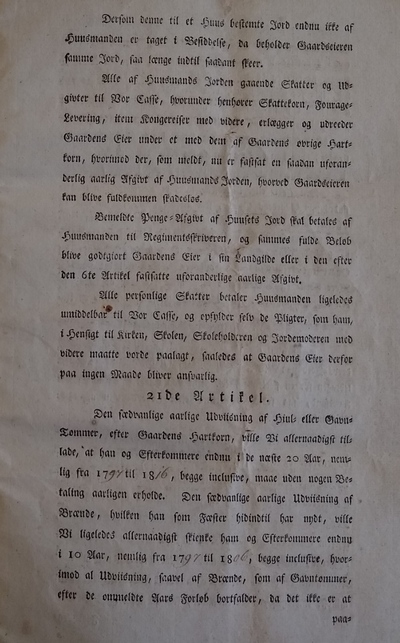 Dersom denne til et Huus bestemte Jord endnu ikke af
Huusmanden er taget i Besiddelse, da beholder Gaardseieren
samme Jord, saa længe indtil saadant skeer.
Alle af Huusmands Jorden gaaende Skatter og Ud-
givter til Vor Casse, hvorunder henhører Skattekorn, Fourage-
Levering, item Kongereiser med videre, erlægger og udreeder
Gaardens Eier under et med dem af Gaardens øvrige Hart-
korn, hvorimod der, som meldt, nu er fastsat en saadan uforan-
derlig aarlig Afgivt af Huusmands Jorden, hvorved Gaardseieren
kan blive fuldkommen skadesløs.
Bemeldte Penge-Afgivt af Huusets Jord skal betales af
Huusmanden til Regimentsskriveren, og sammes fulde Beløb
blive godtgiort Gaardens Eier i sin Landgilde eller i den efter
den 6te Artikel fastsatte uforanderlige aarlige Afgivt.
Alle personlige Skatter betaler Huusmanden ligeledes
umiddelbar til Vor Casse, og opfylder selv de Pligter, som ham,
i Hensigt til Kirken, Skolen, Skoleholderen og Jordemoderen med
videre maatte vorde paalagt, saaledes at Gaardens Eier derfor
paa ingen Maade bliver ansvarlig.
21de Artikel.
Den sædvanlige aarlige Udviisning af Hiul- eller Gavn-
Tommer, efter Gaardens Hartkorn, ville Vi allernaadigst til-
lade, at han og Efterkommere endnu i de næste 20 Aar, nem-
lig fra 1797 til 1816, begge inclusive, maae uden nogen Be-
taling aarligen erholde. Den sædvanlige aarlige Udviisning af
Brænde, hvilken han som Fæster hidindtil har nydt, ville
Vi ligeledes allernaadigst skienke ham og Efterkommere endnu
i 10 Aar, nemlig fra 1797 til 1806, begge inclusive, hvor-
imod al Udviisning, saavel af Brænde, som af Gavntommer,
efter de ommeldte Aars Forløb bortfalder, da det ikke er at
paa-